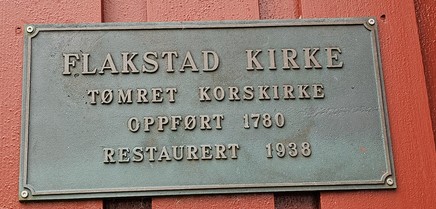 FLAKSTAD KIRKE
TØMRET KORSKIRKE
OPPFØRT 1780
RESTAURERT 1938